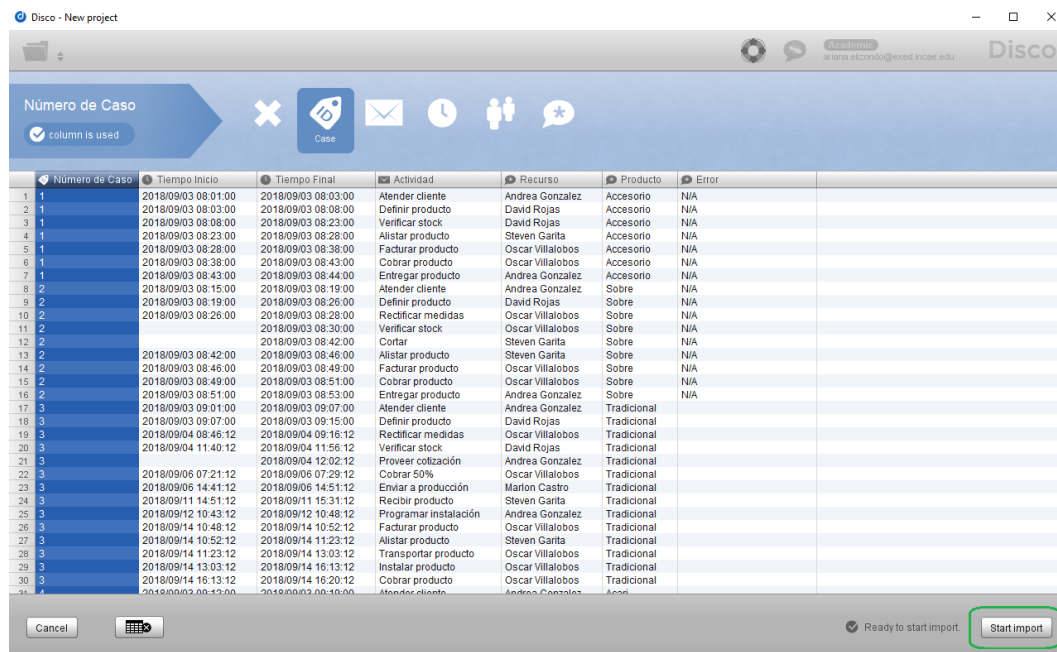 Disco - New project
Academic
ariana.elizondo@exed.incae.edu
Disco
Número de Caso
column is used
ID
Case
Número de Caso Tiempo Inicio Tiempo Final Actividad Recurso Producto Error
1 1 2018/09/03 08:01:00 2018/09/03 08:03:00 Atender cliente Andrea Gonzalez Accesorio N/A
2 1 2018/09/03 08:03:00 2018/09/03 08:08:00 Definir producto David Rojas Accesorio N/A
3 1 2018/09/03 08:08:00 2018/09/03 08:23:00 Verificar stock David Rojas Accesorio N/A
4 1 2018/09/03 08:23:00 2018/09/03 08:28:00 Alistar producto Steven Garita Accesorio N/A
5 1 2018/09/03 08:28:00 2018/09/03 08:38:00 Facturar producto Oscar Villalobos Accesorio N/A
6 1 2018/09/03 08:38:00 2018/09/03 08:43:00 Cobrar producto Oscar Villalobos Accesorio N/A
7 1 2018/09/03 08:43:00 2018/09/03 08:44:00 Entregar producto Andrea Gonzalez Accesorio N/A
8 2 2018/09/03 08:15:00 2018/09/03 08:19:00 Atender cliente Andrea Gonzalez Sobre N/A
9 2 2018/09/03 08:19:00 2018/09/03 08:26:00 Definir producto David Rojas Sobre N/A
10 2 2018/09/03 08:26:00 2018/09/03 08:28:00 Rectificar medidas Oscar Villalobos Sobre N/A
11 2 2018/09/03 08:30:00 Verificar stock Oscar Villalobos Sobre N/A
12 2 2018/09/03 08:42:00 Cortar Steven Garita Sobre N/A
13 2 2018/09/03 08:42:00 2018/09/03 08:46:00 Alistar producto Steven Garita Sobre N/A
14 2 2018/09/03 08:46:00 2018/09/03 08:49:00 Facturar producto Oscar Villalobos Sobre N/A
15 2 2018/09/03 08:49:00 2018/09/03 08:51:00 Cobrar producto Oscar Villalobos Sobre N/A
16 2 2018/09/03 08:51:00 2018/09/03 08:53:00 Entregar producto Andrea Gonzalez Sobre N/A
17 3 2018/09/03 09:01:00 2018/09/03 09:07:00 Atender cliente Andrea Gonzalez Tradicional
18 3 2018/09/03 09:07:00 2018/09/03 09:15:00 Definir producto David Rojas Tradicional
19 3 2018/09/04 08:46:12 2018/09/04 09:16:12 Rectificar medidas Oscar Villalobos Tradicional
20 3 2018/09/04 11:40:12 2018/09/04 11:56:12 Verificar stock David Rojas Tradicional
21 3 2018/09/04 12:02:12 Proveer cotización Andrea Gonzalez Tradicional
22 3 2018/09/06 07:21:12 2018/09/06 07:29:12 Cobrar 50% Oscar Villalobos Tradicional
23 3 2018/09/06 14:41:12 2018/09/06 14:51:12 Enviar a producción Marlon Castro Tradicional
24 3 2018/09/11 14:51:12 2018/09/11 15:31:12 Recibir producto Steven Garita Tradicional
25 3 2018/09/12 10:43:12 2018/09/12 10:48:12 Programar instalación Andrea Gonzalez Tradicional
26 3 2018/09/14 10:48:12 2018/09/14 10:52:12 Facturar producto Oscar Villalobos Tradicional
27 3 2018/09/14 10:52:12 2018/09/14 11:23:12 Alistar producto Steven Garita Tradicional
28 3 2018/09/14 11:23:12 2018/09/14 13:03:12 Transportar producto Oscar Villalobos Tradicional
29 3 2018/09/14 13:03:12 2018/09/14 16:13:12 Instalar producto Oscar Villalobos Tradicional
30 3 2018/09/14 16:13:12 2018/09/14 16:20:12 Cobrar producto Oscar Villalobos Tradicional
31 4 2018/09/03 09:12:00 2018/09/03 09:19:00 Atender cliente Andrea Gonzalez
Cancel
Ready to start import.
Start import